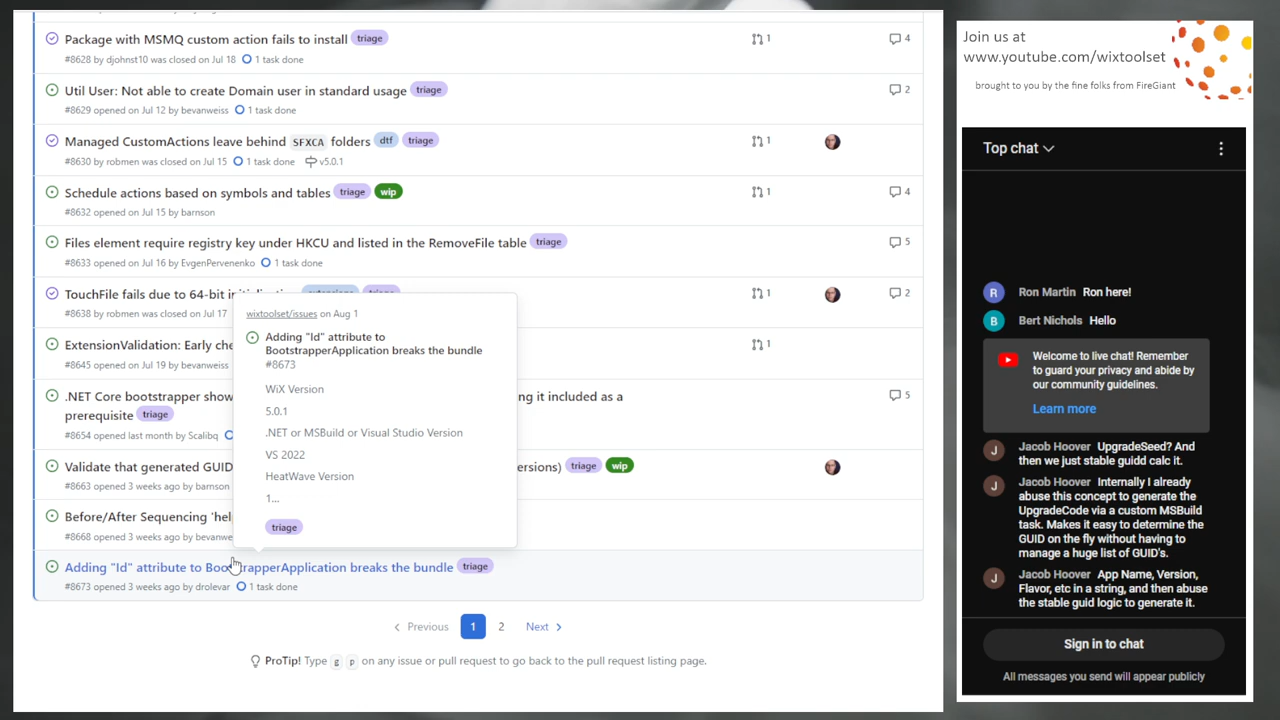 Package with MSMQ custom action fails to install triage 1 4
#8628 by djohnst10 was closed on Jul 18 1 task done
Util User: Not able to create Domain user in standard usage triage 2
#8629 opened on Jul 12 by bevanweiss 1 task done
Managed CustomActions leave behind SFXCA folders dtf triage 1
#8630 by robmen was closed on Jul 15 1 task done v5.0.1
Schedule actions based on symbols and tables triage wip 1 4
#8632 opened on Jul 15 by barnson
Files element require registry key under HKCU and listed in the RemoveFile table triage 5
#8633 opened on Jul 16 by EvgenPervenenko 1 task done
TouchFile fails due to 64-bit 1 2
#8638 by robmen was closed on Jul 17
ExtensionValidation: Early che 1
#8645 opened on Jul 19 by bevanweiss
.NET Core bootstrapper show ng it included as a 5
prerequisite triage
#8654 opened last month by Scalibq
Validate that generated GUID ersions) triage wip
#8663 opened 3 weeks ago by barnson
Before/After Sequencing 'hel
#8668 opened 3 weeks ago by bevanwe
wixtoolset/issues on Aug 1
Adding "Id" attribute to
BootstrapperApplication breaks the bundle
#8673
WiX Version
5.0.1
.NET or MSBuild or Visual Studio Version
VS 2022
HeatWave Version
1...
triage
Adding "Id" attribute to BootstrapperApplication breaks the bundle triage
#8673 opened 3 weeks ago by drolevar 1 task done
Previous 1 2 Next
ProTip! Type g p on any issue or pull request to go back to the pull request listing page.
Join us at
www.youtube.com/wixtoolset
brought to you by the fine folks from FireGiant
Top chat
R Ron Martin Ron here!
B Bert Nichols Hello
Welcome to live chat! Remember
to guard your privacy and abide by
our community guidelines.
Learn more
J Jacob Hoover UpgradeSeed? And
then we just stable guidd calc it.
J Jacob Hoover Internally I already
abuse this concept to generate the
UpgradeCode via a custom MSBuild
task. Makes it easy to determine the
GUID on the fly without having to
manage a huge list of GUID's.
J Jacob Hoover App Name, Version,
Flavor, etc in a string, and then abuse
the stable guid logic to generate it.
Sign in to chat
All messages you send will appear publicly